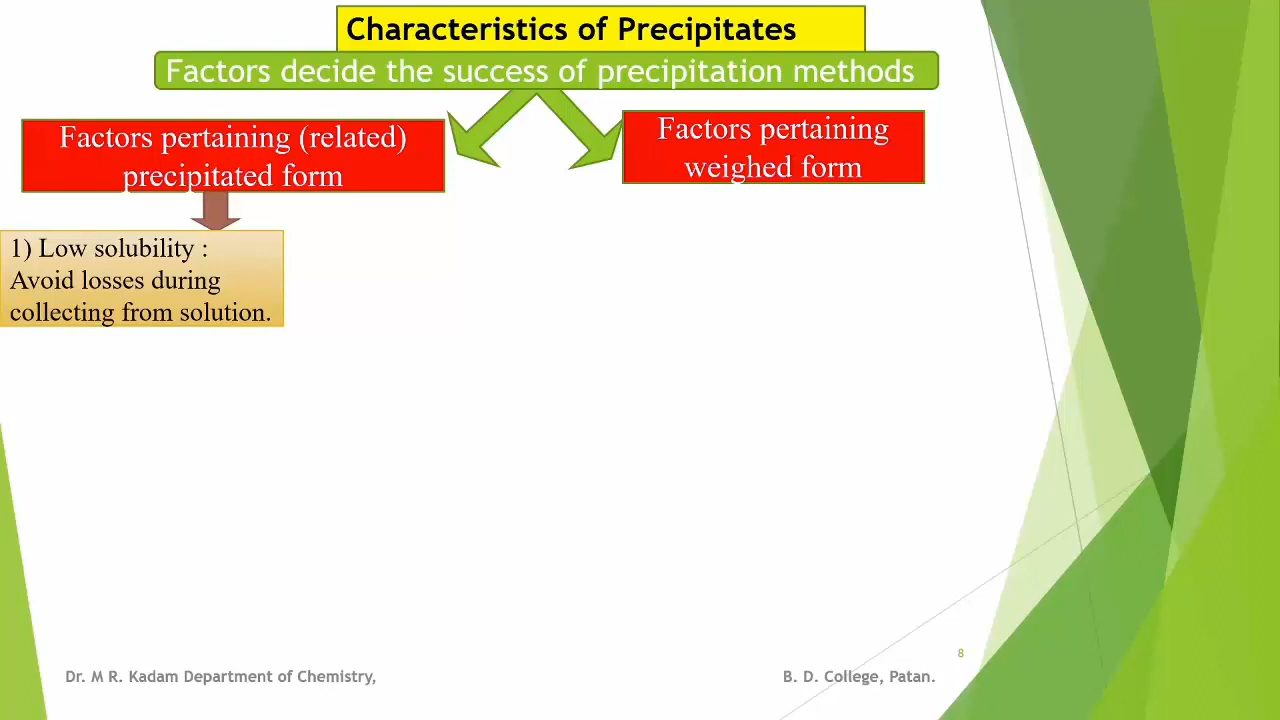 Characteristics of Precipitates
Factors decide the success of precipitation methods
Factors pertaining (related)
precipitated form
Factors pertaining
weighed form
1) Low solubility :
Avoid losses during
collecting from solution.
8
Dr. M R. Kadam Department of Chemistry,
B. D. College, Patan.